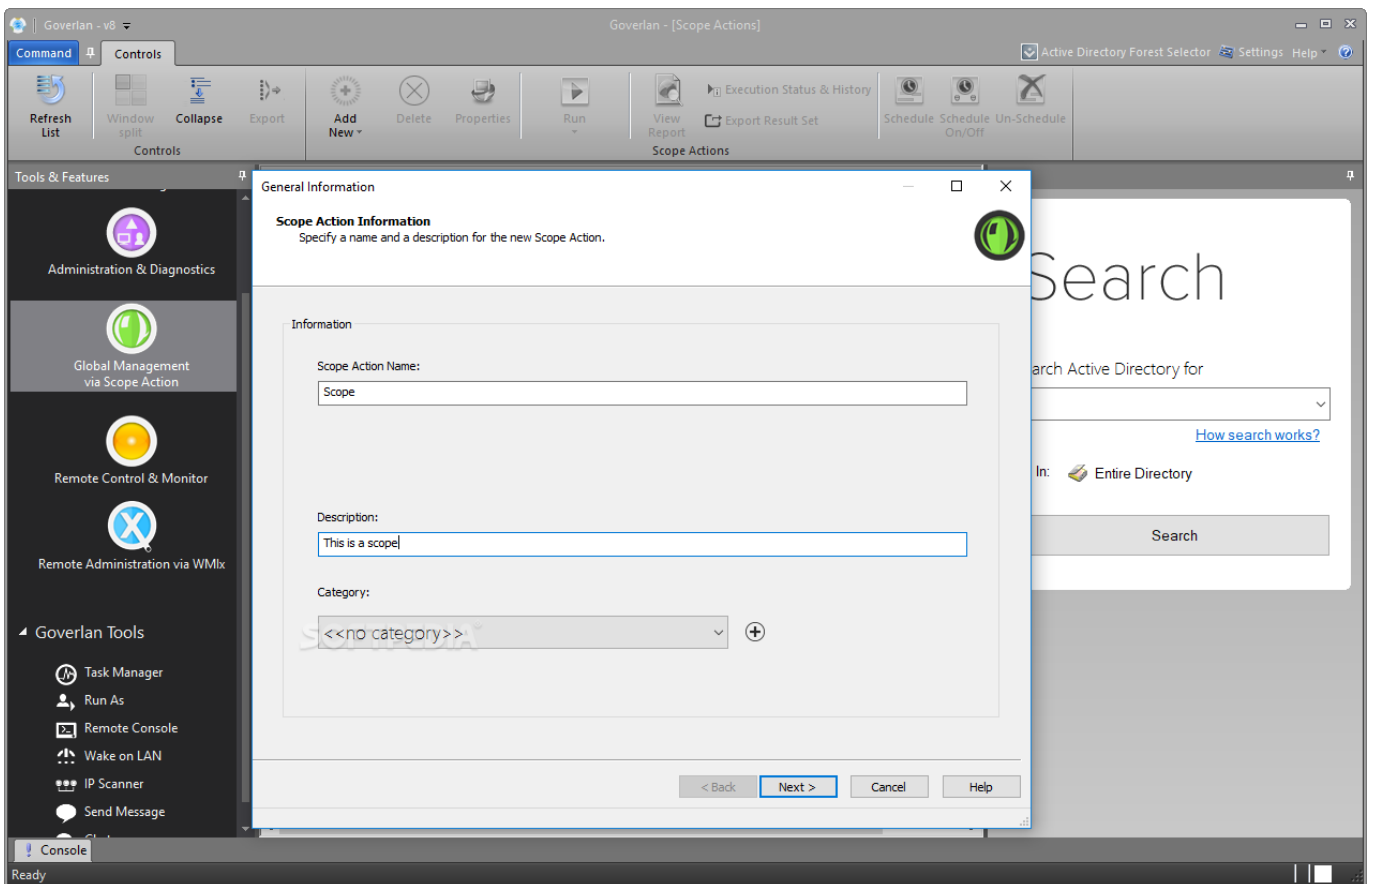 Goverlan - v8
Goverlan - [Scope Actions]
Command
Controls
Active Directory Forest Selector
Settings
Help
Refresh
List
Window
split
Collapse
Export
Controls
Add
New
Delete
Properties
Run
View
Report
Execution Status & History
Export Result Set
Schedule
Schedule
On/Off
Un-Schedule
Scope Actions
Tools & Features
Administration & Diagnostics
Global Management
via Scope Action
Remote Control & Monitor
Remote Administration via WMIx
Goverlan Tools
Task Manager
Run As
Remote Console
Wake on LAN
IP Scanner
Send Message
General Information
Scope Action Information
Specify a name and a description for the new Scope Action.
Information
Scope Action Name:
Scope
Description:
This is a scope
Category:
<<no category>>
SOFTPEDIA
< Back
Next >
Cancel
Help
Search
arch Active Directory for
How search works?
In:
Entire Directory
Search
Console
Ready